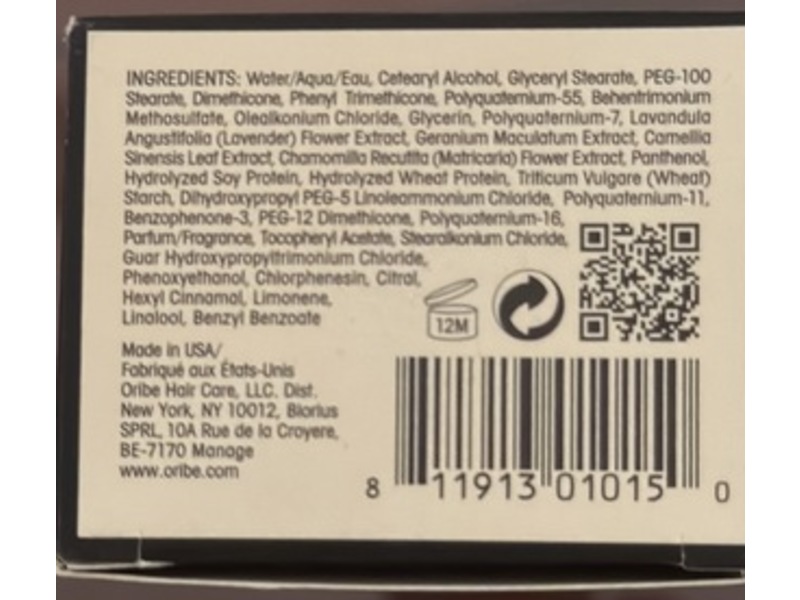 INGREDIENTS: Water/Aqua/Eau, Cetearyl Alcohol, Glyceryl Stearate, PEG-100
Stearate, Dimethicone, Phenyl Trimethicone, Polyquaternium-55, Behentrimonium
Methosulfate, Olealkonium Chloride, Glycerin, Polyquaternium-7, Lavandula
Angustifolia (Lavender) Flower Extract, Geranium Maculatum Extract, Camellia
Sinensis Leaf Extract, Chamomilla Recutita (Matricaria) Flower Extract, Panthenol,
Hydrolyzed Soy Protein, Hydrolyzed Wheat Protein, Triticum Vulgare (Wheat)
Starch, Dihydroxypropyl PEG-5 Linoleammonium Chloride, Polyquaternium-11,
Benzophenone-3, PEG-12 Dimethicone, Polyquaternium-16,
Parfum/Fragrance, Tocopheryl Acetate, Stearalkonium Chloride,
Guar Hydroxypropyltrimonium Chloride,
Phenoxyethanol, Chlorphenesin, Citral,
Hexyl Cinnamal, Limonene,
Linalool, Benzyl Benzoate
12M
Made in USA/
Fabriqué aux États-Unis
Oribe Hair Care, LLC. Dist.
New York, NY 10012, Biorius
SPRL, 10A Rue de la Croyere,
BE-7170 Manage
www.oribe.com
8 11913 01015 0